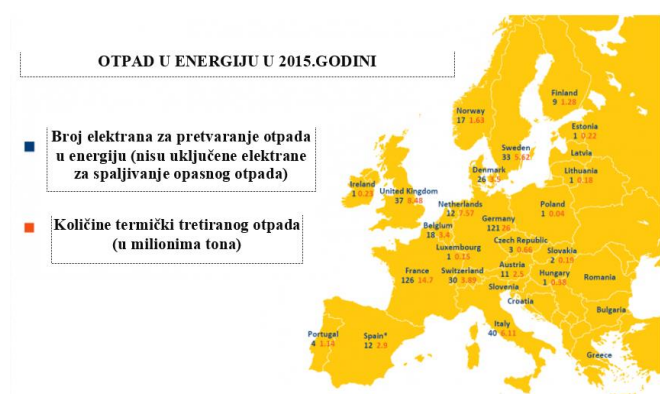 OTPAD U ENERGIJU U 2015.GODINI
Broj elektrana za pretvaranje otpada
u energiju (nisu uključene elektrane
za spaljivanje opasnog otpada)
Količine termički tretiranog otpada
(u milionima tona)
Finland
9 1.28
Norway
17 1.63
Estonia
1 0.22
Sweden
33 5.62
Latvia
Denmark
26
Lithuania
1 0.18
Ireland
1 0.23
United Kingdom
37 8.48
Netherlands
12 7.57
Poland
1 0.04
Germany
121 26
Belgium
18 3.4
Czech Republic
3 0.66
Luxembourg
1 0.15
Slovakia
2 0.19
Austria
11 2.5
France
126 14.7
Switzerland
30 3.89
Hungary
1 0.38
Romania
Slovenia
Croatia
Bulgaria
Italy
40 6.11
Portugal
4 1.14
Spain*
12 2.9
Greece